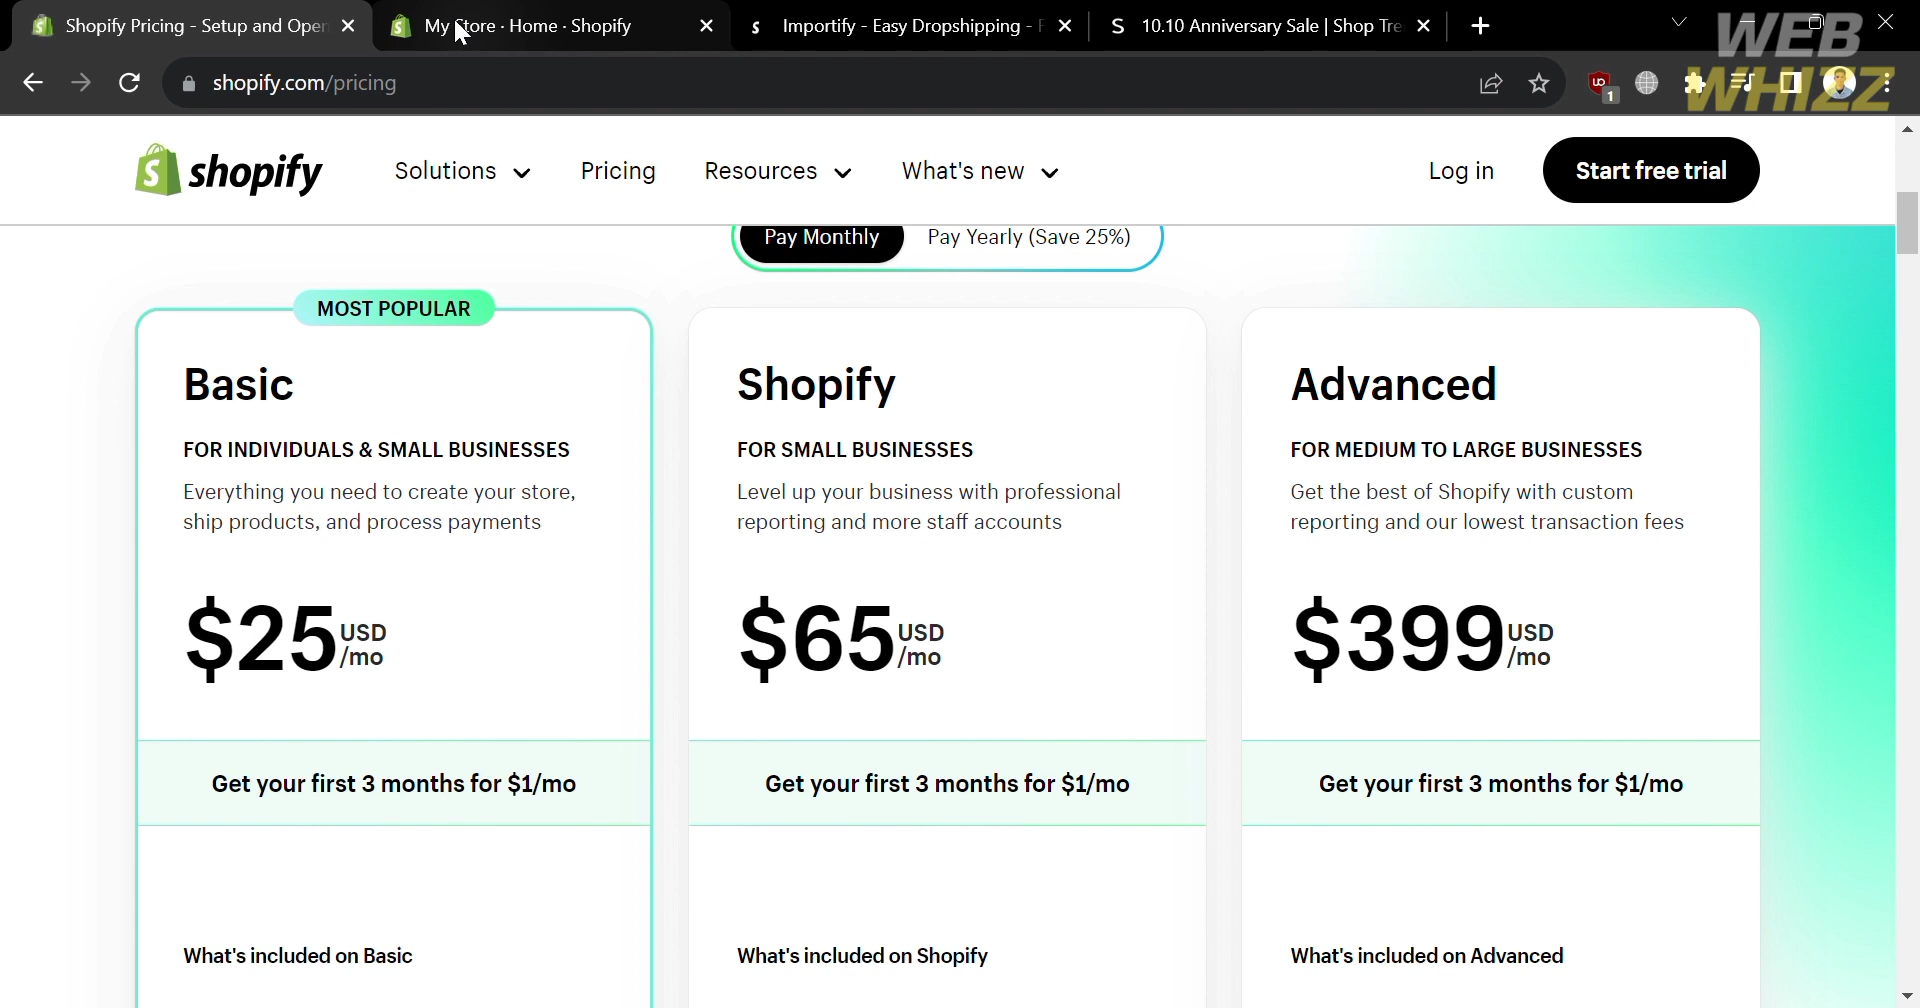 Shopify Pricing - Setup and Open
My Store · Home · Shopify
Importify - Easy Dropshipping -
10.10 Anniversary Sale | Shop Tre
WEB
WHIZZ
shopify.com/pricing
1
shopify
Solutions
Pricing
Resources
What's new
Log in
Start free trial
Pay Monthly
Pay Yearly (Save 25%)
MOST POPULAR
Basic
FOR INDIVIDUALS & SMALL BUSINESSES
Everything you need to create your store,
ship products, and process payments
$25 USD
/mo
Get your first 3 months for $1/mo
What's included on Basic
Shopify
FOR SMALL BUSINESSES
Level up your business with professional
reporting and more staff accounts
$65 USD
/mo
Get your first 3 months for $1/mo
What's included on Shopify
Advanced
FOR MEDIUM TO LARGE BUSINESSES
Get the best of Shopify with custom
reporting and our lowest transaction fees
$399 USD
/mo
Get your first 3 months for $1/mo
What's included on Advanced